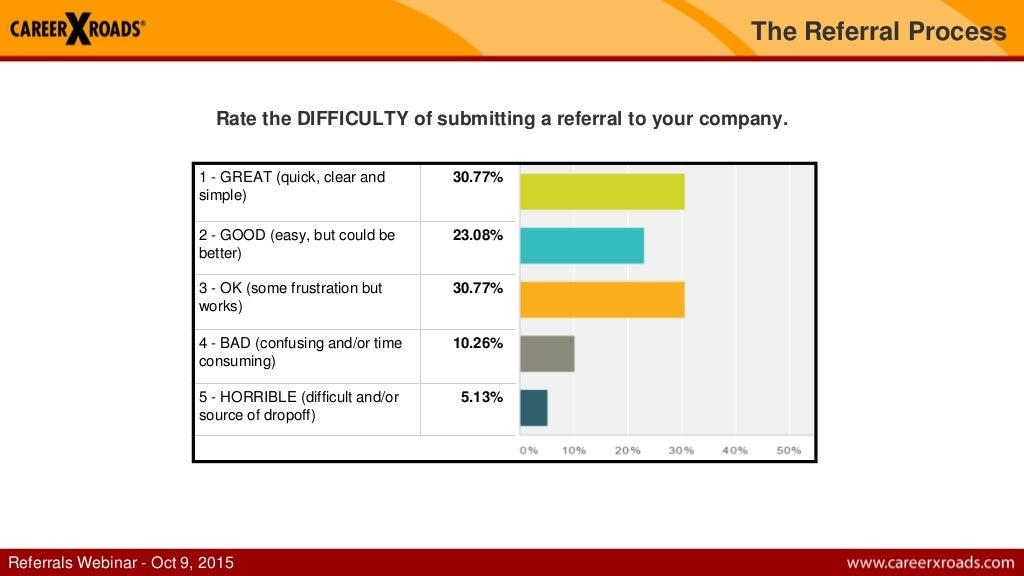 CAREER X ROADS®
The Referral Process
Rate the DIFFICULTY of submitting a referral to your company.
1 - GREAT (quick, clear and
simple)
30.77%
2 - GOOD (easy, but could be
better)
23.08%
3 - OK (some frustration but
works)
30.77%
4 - BAD (confusing and/or time
consuming)
10.26%
5 - HORRIBLE (difficult and/or
source of dropoff)
5.13%
0% 10% 20% 30% 40% 50%
Referrals Webinar - Oct 9, 2015
www.careerxroads.com